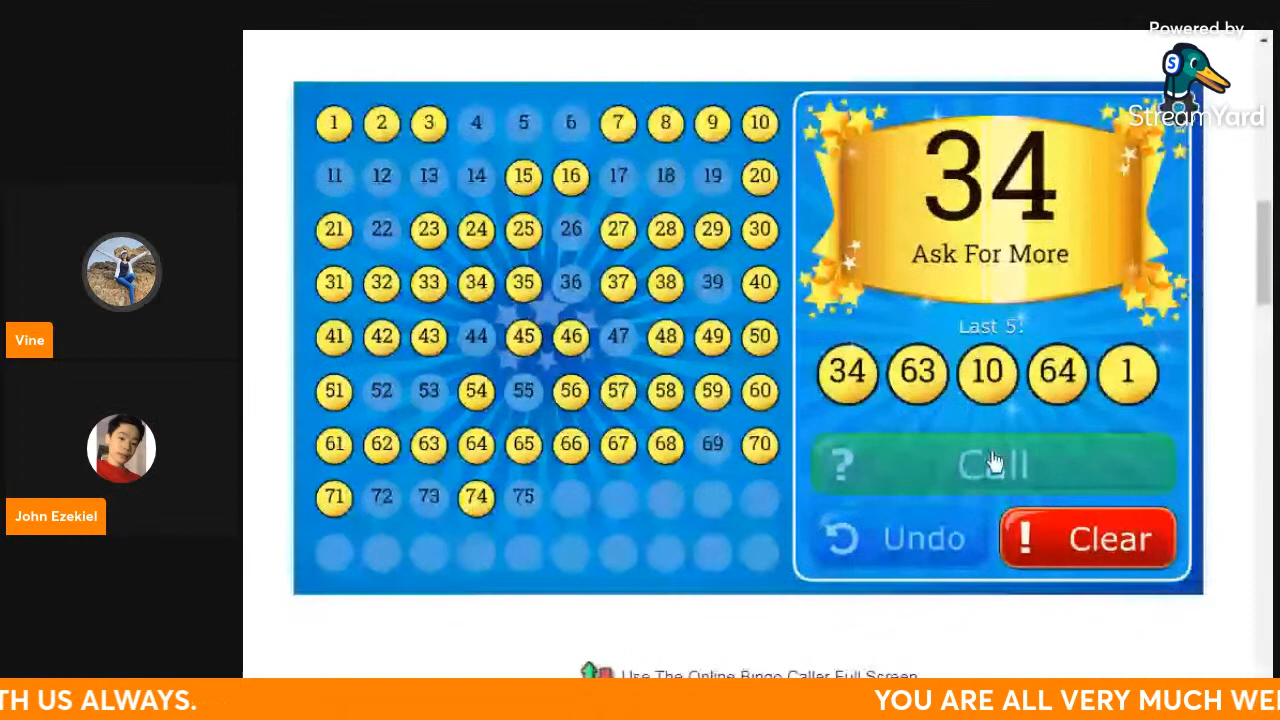 Powered by
StreamYard
1 2 3 4 5 6 7 8 9 10
11 12 13 14 15 16 17 18 19 20
21 22 23 24 25 26 27 28 29 30
31 32 33 34 35 36 37 38 39 40
41 42 43 44 45 46 47 48 49 50
51 52 53 54 55 56 57 58 59 60
61 62 63 64 65 66 67 68 69 70
71 72 73 74 75
34
Ask For More
Last 5:
34 63 10 64 1
? Call
Undo
! Clear
Vine
John Ezekiel
Use The Online Bingo Caller Full Screen
TH US ALWAYS.
YOU ARE ALL VERY MUCH WE